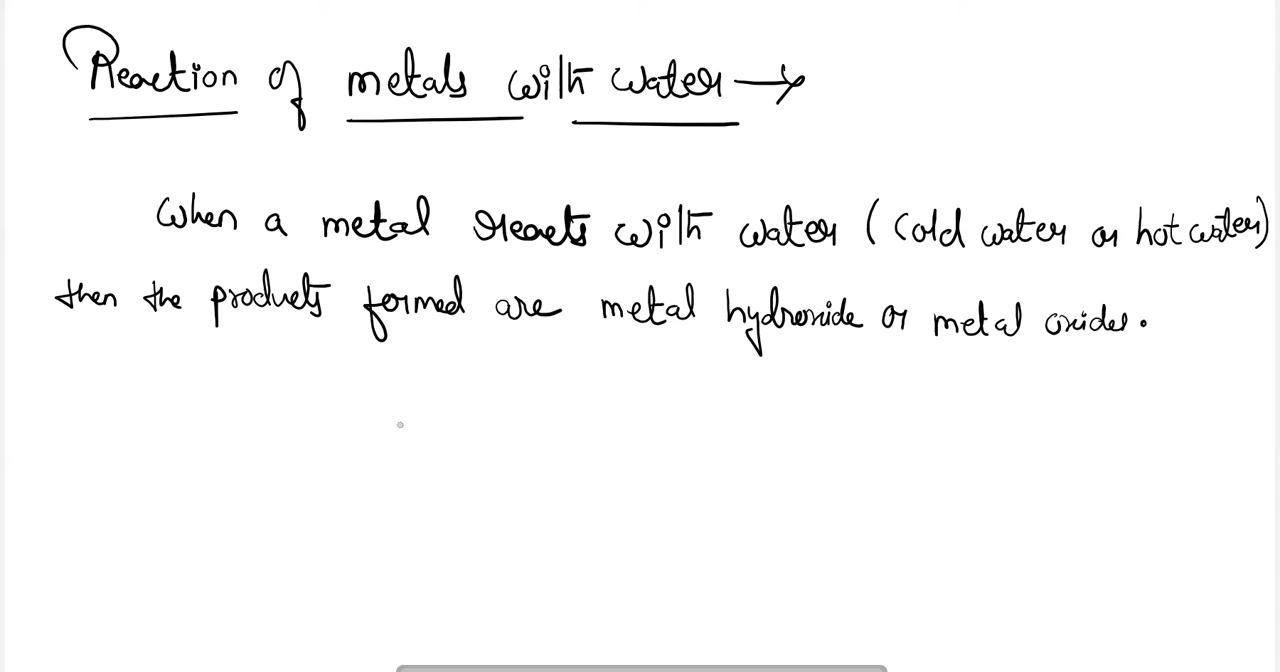 Reaction of metals with water →
When a metal reacts with water (cold water or hot water)
then the products formed are metal hydroxide or metal oxides.